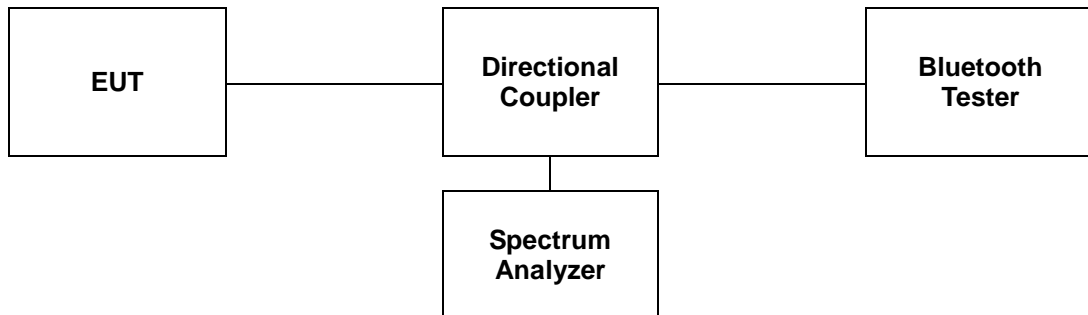 EUT
Directional
Coupler
Bluetooth
Tester
Spectrum
Analyzer